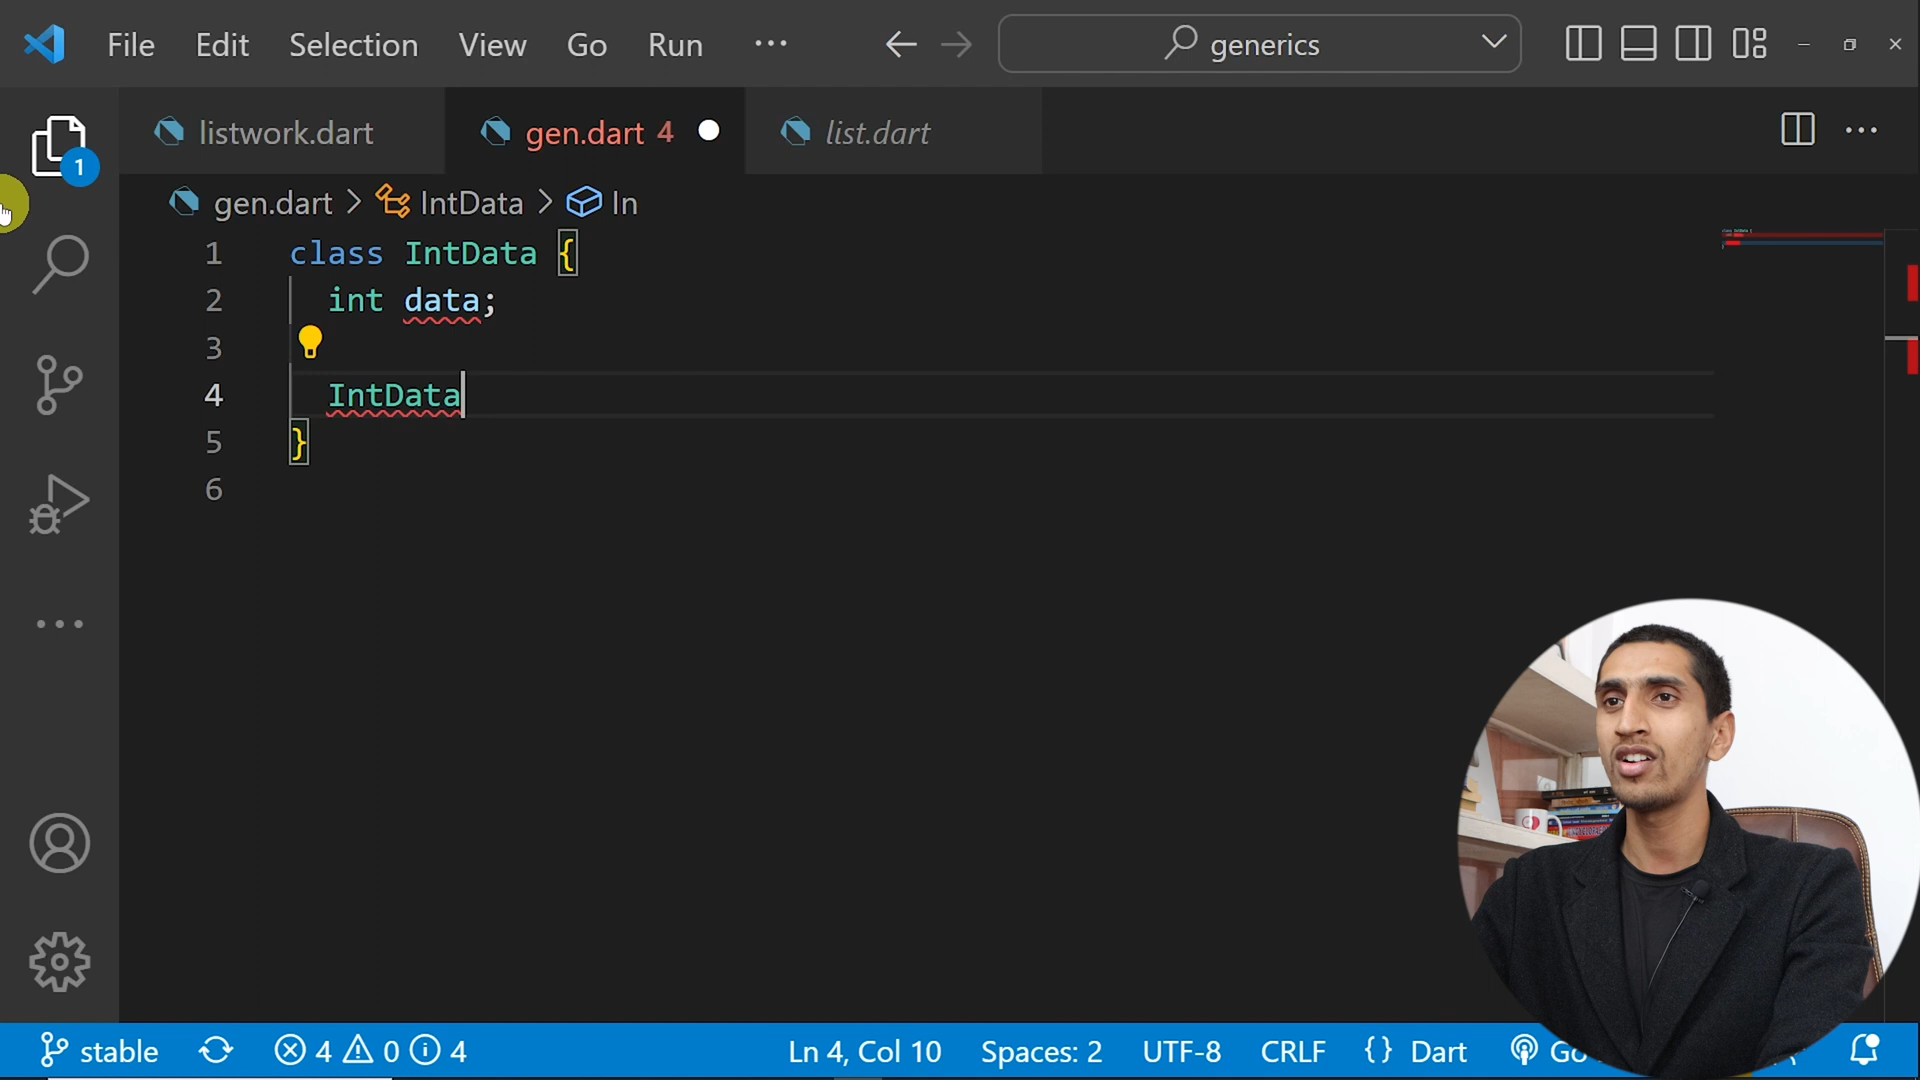 File Edit Selection View Go Run ··· generics
1
listwork.dart gen.dart 4 list.dart
gen.dart > IntData > In
1 class IntData {
2 int data;
3
4 IntData
5 }
6
stable 4 0 4 Ln 4, Col 10 Spaces: 2 UTF-8 CRLF {} Dart